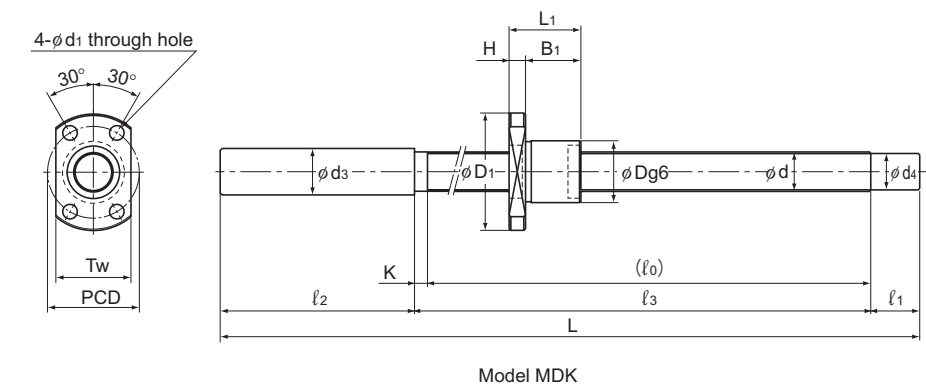 L1
4-φd1 through hole
H
B1
30°
30°
φd3
φD1
φDg6
φd
φd4
Tw
K
(ℓ0)
PCD
ℓ2
ℓ3
ℓ1
L
Model MDK